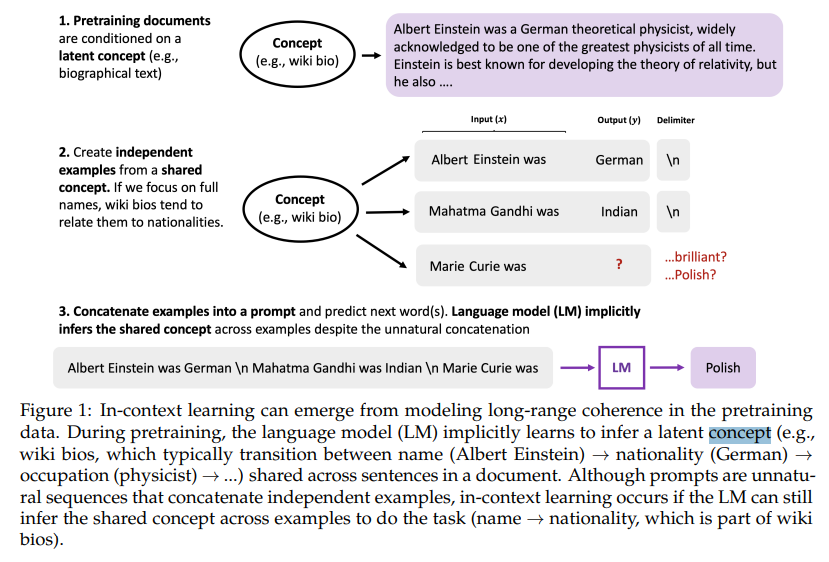 1. Pretraining documents
are conditioned on a
latent concept (e.g.,
biographical text)
Concept
(e.g., wiki bio)
Albert Einstein was a German theoretical physicist, widely
acknowledged to be one of the greatest physicists of all time.
Einstein is best known for developing the theory of relativity, but
he also ....
2. Create independent
examples from a shared
concept. If we focus on full
names, wiki bios tend to
relate them to nationalities.
Concept
(e.g., wiki bio)
Input (x) Output (y) Delimiter
Albert Einstein was German \n
Mahatma Gandhi was Indian \n
Marie Curie was ? ...brilliant?
...Polish?
3. Concatenate examples into a prompt and predict next word(s). Language model (LM) implicitly
infers the shared concept across examples despite the unnatural concatenation
Albert Einstein was German \n Mahatma Gandhi was Indian \n Marie Curie was LM Polish
Figure 1: In-context learning can emerge from modeling long-range coherence in the pretraining
data. During pretraining, the language model (LM) implicitly learns to infer a latent concept (e.g.,
wiki bios, which typically transition between name (Albert Einstein) → nationality (German) →
occupation (physicist) → ...) shared across sentences in a document. Although prompts are unnatu-
ral sequences that concatenate independent examples, in-context learning occurs if the LM can still
infer the shared concept across examples to do the task (name → nationality, which is part of wiki
bios).